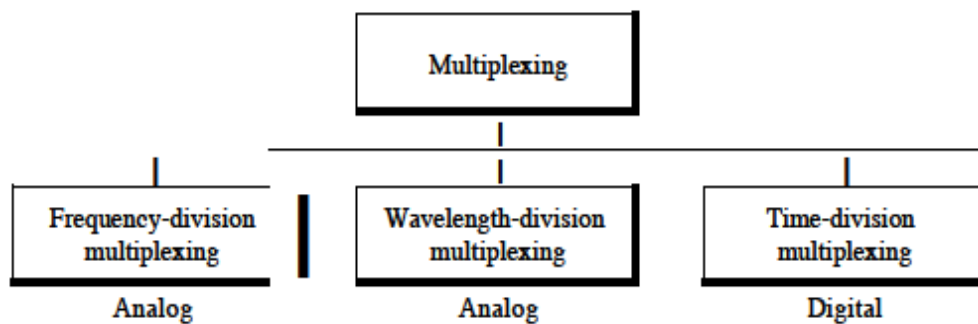 Multiplexing
Frequency-division
multiplexing
Wavelength-division
multiplexing
Time-division
multiplexing
Analog
Analog
Digital